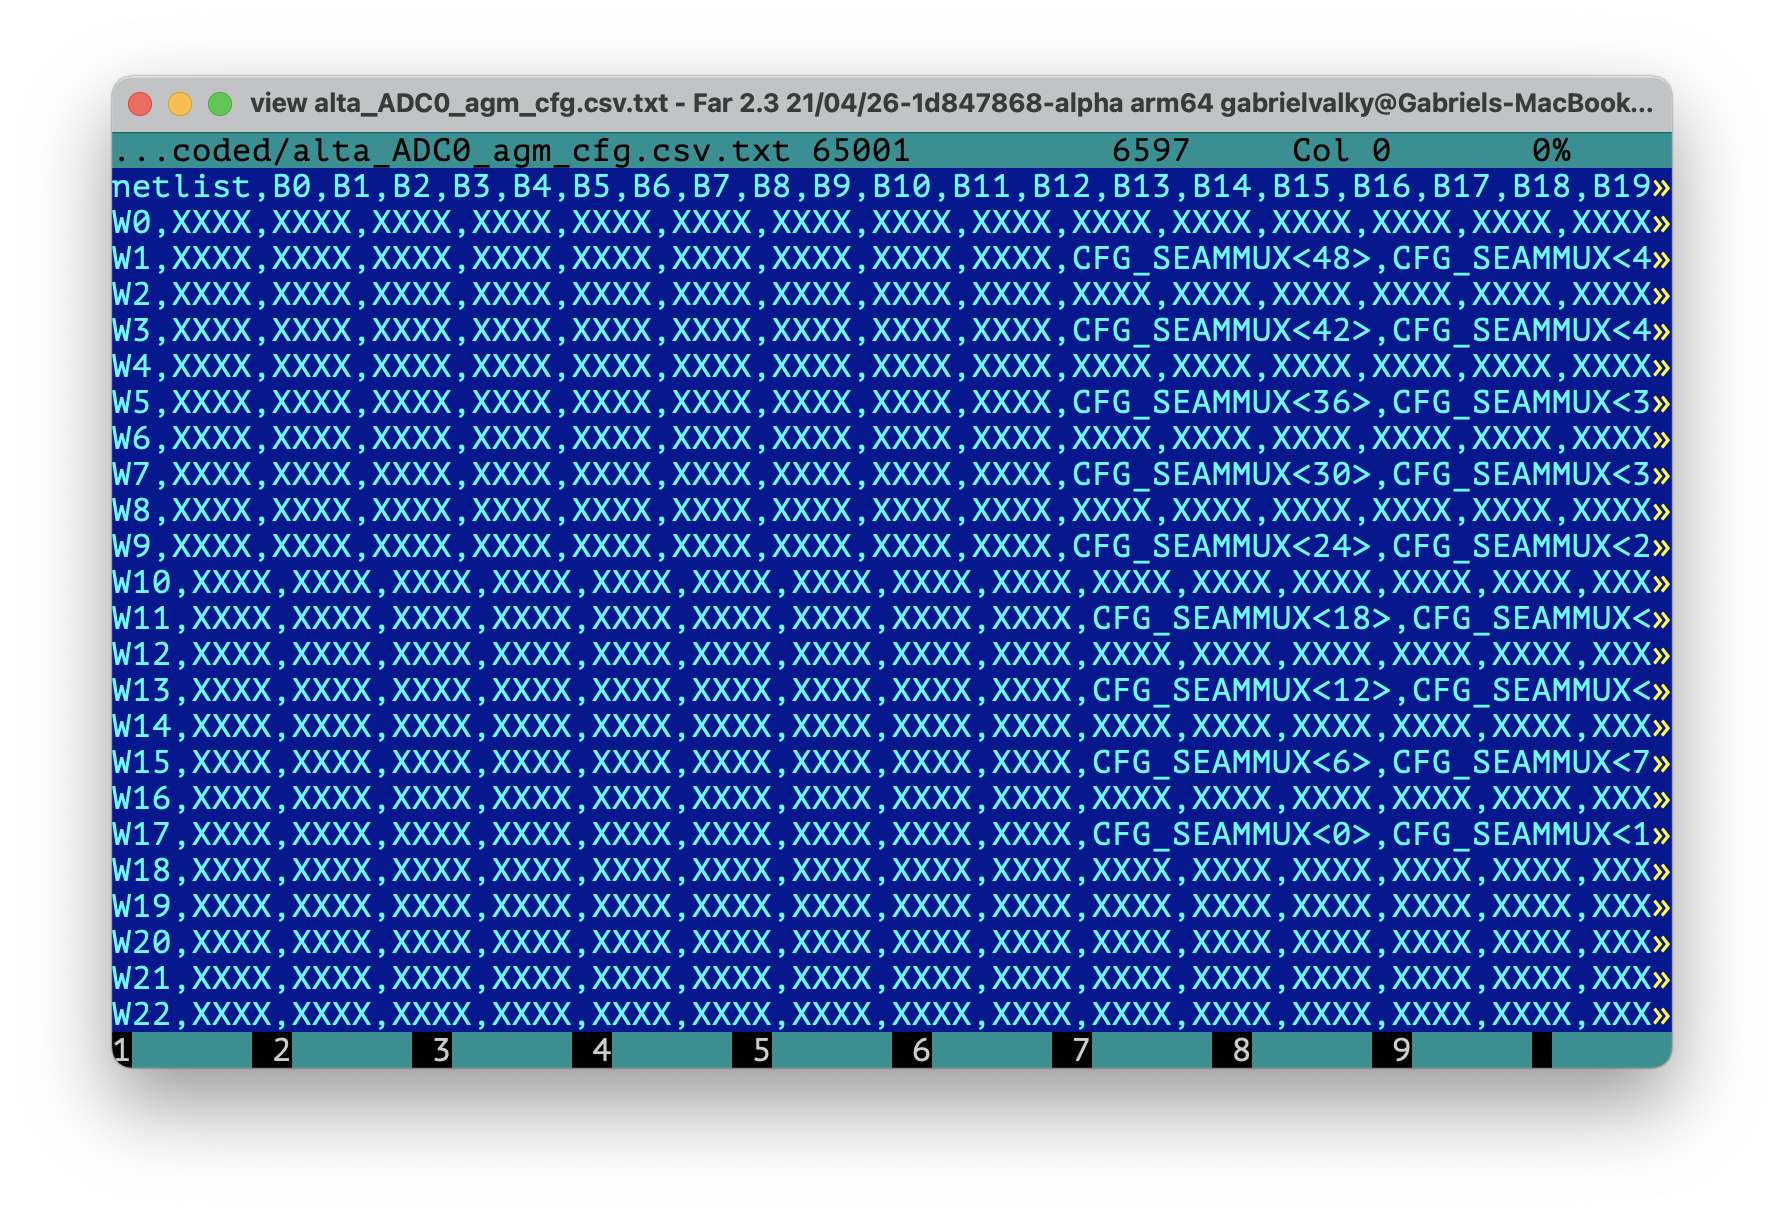 view alta_ADC0_agm_cfg.csv.txt - Far 2.3 21/04/26-1d847868-alpha arm64 gabrielvalky@Gabriels-MacBook...
...coded/alta_ADC0_agm_cfg.csv.txt 65001 6597 Col 0 0%
netlist,B0,B1,B2,B3,B4,B5,B6,B7,B8,B9,B10,B11,B12,B13,B14,B15,B16,B17,B18,B19»
W0,XXXX,XXXX,XXXX,XXXX,XXXX,XXXX,XXXX,XXXX,XXXX,XXXX,XXXX,XXXX,XXXX,XXXX,XXXX»
W1,XXXX,XXXX,XXXX,XXXX,XXXX,XXXX,XXXX,XXXX,XXXX,CFG_SEAMMUX<48>,CFG_SEAMMUX<4»
W2,XXXX,XXXX,XXXX,XXXX,XXXX,XXXX,XXXX,XXXX,XXXX,XXXX,XXXX,XXXX,XXXX,XXXX,XXXX»
W3,XXXX,XXXX,XXXX,XXXX,XXXX,XXXX,XXXX,XXXX,XXXX,CFG_SEAMMUX<42>,CFG_SEAMMUX<4»
W4,XXXX,XXXX,XXXX,XXXX,XXXX,XXXX,XXXX,XXXX,XXXX,XXXX,XXXX,XXXX,XXXX,XXXX,XXXX»
W5,XXXX,XXXX,XXXX,XXXX,XXXX,XXXX,XXXX,XXXX,XXXX,CFG_SEAMMUX<36>,CFG_SEAMMUX<3»
W6,XXXX,XXXX,XXXX,XXXX,XXXX,XXXX,XXXX,XXXX,XXXX,XXXX,XXXX,XXXX,XXXX,XXXX,XXXX»
W7,XXXX,XXXX,XXXX,XXXX,XXXX,XXXX,XXXX,XXXX,XXXX,CFG_SEAMMUX<30>,CFG_SEAMMUX<3»
W8,XXXX,XXXX,XXXX,XXXX,XXXX,XXXX,XXXX,XXXX,XXXX,XXXX,XXXX,XXXX,XXXX,XXXX,XXXX»
W9,XXXX,XXXX,XXXX,XXXX,XXXX,XXXX,XXXX,XXXX,XXXX,CFG_SEAMMUX<24>,CFG_SEAMMUX<2»
W10,XXXX,XXXX,XXXX,XXXX,XXXX,XXXX,XXXX,XXXX,XXXX,XXXX,XXXX,XXXX,XXXX,XXXX,XXX»
W11,XXXX,XXXX,XXXX,XXXX,XXXX,XXXX,XXXX,XXXX,XXXX,CFG_SEAMMUX<18>,CFG_SEAMMUX<»
W12,XXXX,XXXX,XXXX,XXXX,XXXX,XXXX,XXXX,XXXX,XXXX,XXXX,XXXX,XXXX,XXXX,XXXX,XXX»
W13,XXXX,XXXX,XXXX,XXXX,XXXX,XXXX,XXXX,XXXX,XXXX,CFG_SEAMMUX<12>,CFG_SEAMMUX<»
W14,XXXX,XXXX,XXXX,XXXX,XXXX,XXXX,XXXX,XXXX,XXXX,XXXX,XXXX,XXXX,XXXX,XXXX,XXX»
W15,XXXX,XXXX,XXXX,XXXX,XXXX,XXXX,XXXX,XXXX,XXXX,CFG_SEAMMUX<6>,CFG_SEAMMUX<7»
W16,XXXX,XXXX,XXXX,XXXX,XXXX,XXXX,XXXX,XXXX,XXXX,XXXX,XXXX,XXXX,XXXX,XXXX,XXX»
W17,XXXX,XXXX,XXXX,XXXX,XXXX,XXXX,XXXX,XXXX,XXXX,CFG_SEAMMUX<0>,CFG_SEAMMUX<1»
W18,XXXX,XXXX,XXXX,XXXX,XXXX,XXXX,XXXX,XXXX,XXXX,XXXX,XXXX,XXXX,XXXX,XXXX,XXX»
W19,XXXX,XXXX,XXXX,XXXX,XXXX,XXXX,XXXX,XXXX,XXXX,XXXX,XXXX,XXXX,XXXX,XXXX,XXX»
W20,XXXX,XXXX,XXXX,XXXX,XXXX,XXXX,XXXX,XXXX,XXXX,XXXX,XXXX,XXXX,XXXX,XXXX,XXX»
W21,XXXX,XXXX,XXXX,XXXX,XXXX,XXXX,XXXX,XXXX,XXXX,XXXX,XXXX,XXXX,XXXX,XXXX,XXX»
W22,XXXX,XXXX,XXXX,XXXX,XXXX,XXXX,XXXX,XXXX,XXXX,XXXX,XXXX,XXXX,XXXX,XXXX,XXX»
1 2 3 4 5 6 7 8 9